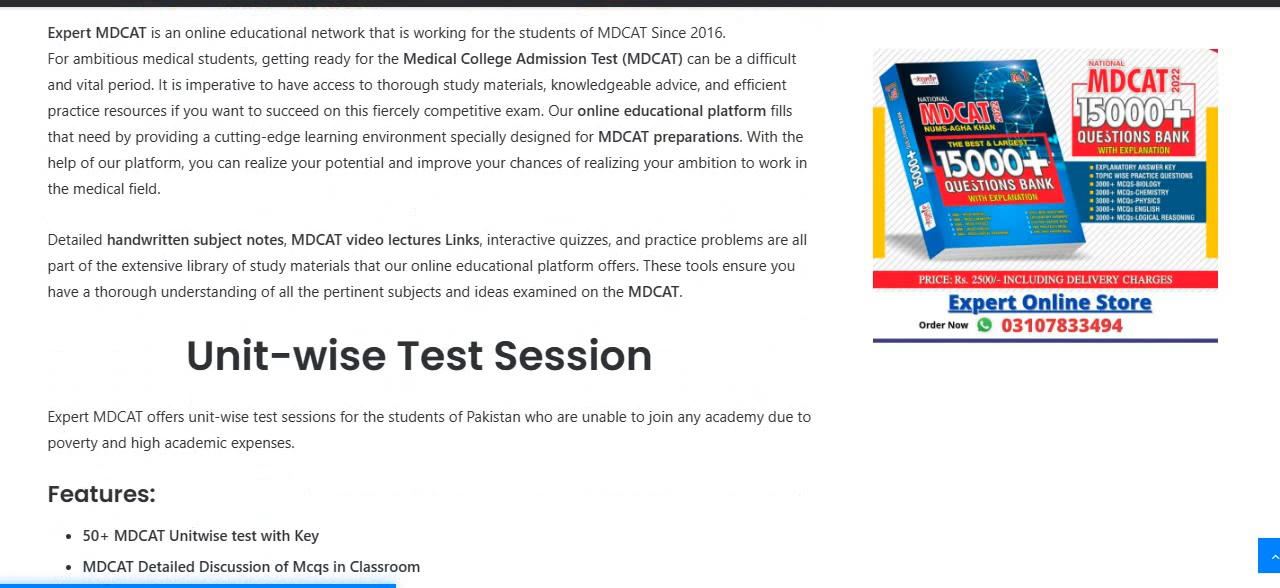 Expert MDCAT is an online educational network that is working for the students of MDCAT Since 2016.
For ambitious medical students, getting ready for the Medical College Admission Test (MDCAT) can be a difficult
and vital period. It is imperative to have access to thorough study materials, knowledgeable advice, and efficient
practice resources if you want to succeed on this fiercely competitive exam. Our online educational platform fills
that need by providing a cutting-edge learning environment specially designed for MDCAT preparations. With the
help of our platform, you can realize your potential and improve your chances of realizing your ambition to work in
the medical field.
Detailed handwritten subject notes, MDCAT video lectures Links, interactive quizzes, and practice problems are all
part of the extensive library of study materials that our online educational platform offers. These tools ensure you
have a thorough understanding of all the pertinent subjects and ideas examined on the MDCAT.
Unit-wise Test Session
Expert MDCAT offers unit-wise test sessions for the students of Pakistan who are unable to join any academy due to
poverty and high academic expenses.
Features:
• 50+ MDCAT Unitwise test with Key
• MDCAT Detailed Discussion of Mcqs in Classroom
NATIONAL
MDCAT 2022
NUMS-AGHA KHAN
THE BEST & LARGEST
15000+
QUESTIONS BANK
WITH EXPLANATION
15000+
NATIONAL
MDCAT 2022
15000+
QUESTIONS BANK
WITH EXPLANATION
EXPLANATORY ANSWER KEY
TOPIC WISE PRACTICE QUESTIONS
3000+ MCQS-BIOLOGY
3000+ MCQs-CHEMISTRY
3000+ MCQs-PHYSICS
3000+ MCQs ENGLISH
3000+ MCQs-LOGICAL REASONING
PRICE: Rs. 2500/- INCLUDING DELIVERY CHARGES
Expert Online Store
Order Now 03107833494